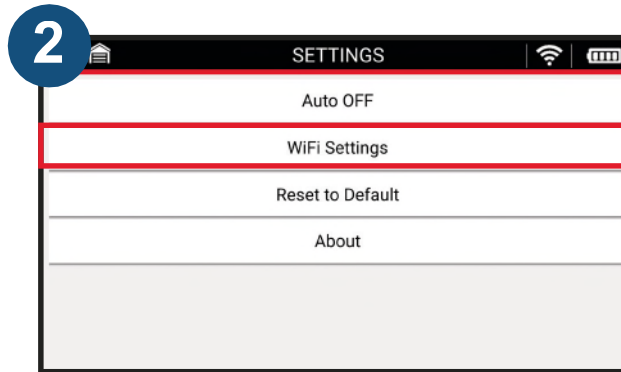 2
SETTINGS
Auto OFF
WiFi Settings
Reset to Default
About